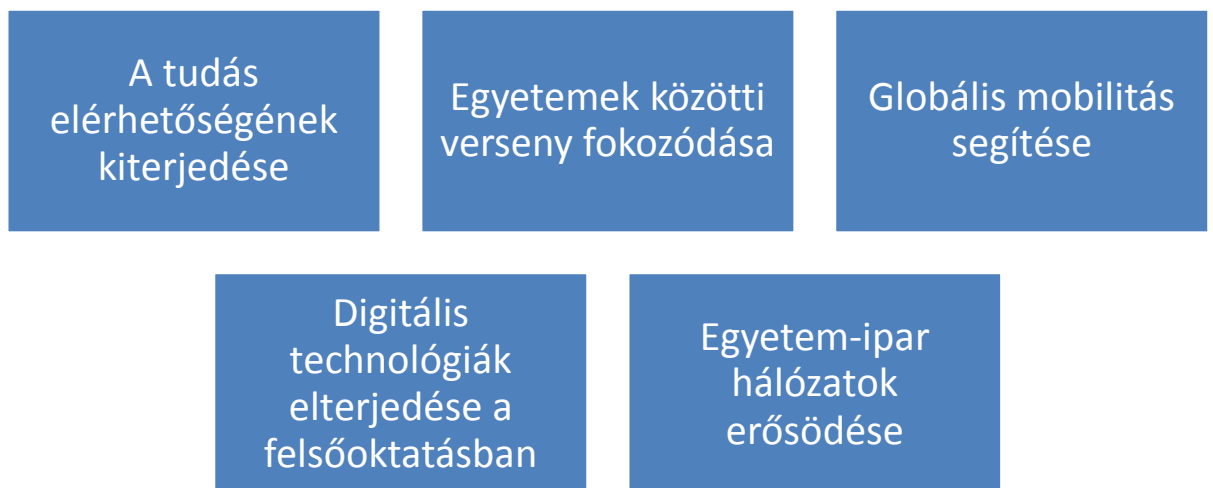 A tudás
elérhetőségének
kiterjedése
Egyetemek közötti
verseny fokozódása
Globális mobilitás
segítése
Digitális
technológiák
elterjedése a
felsőoktatásban
Egyetem-ipar
hálózatok
erősödése